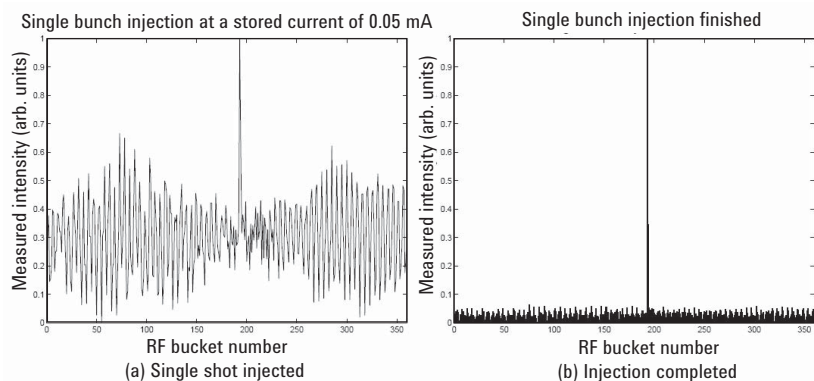 Single bunch injection at a stored current of 0.05 mA
Measured intensity (arb. units)
1
0.9
0.8
0.7
0.6
0.5
0.4
0.3
0.2
0.1
0
0 50 100 150 200 250 300 350
RF bucket number
(a) Single shot injected
Single bunch injection finished
Measured intensity (arb. units)
1
0.9
0.8
0.7
0.6
0.5
0.4
0.3
0.2
0.1
0
0 50 100 150 200 250 300 350
RF bucket number
(b) Injection completed